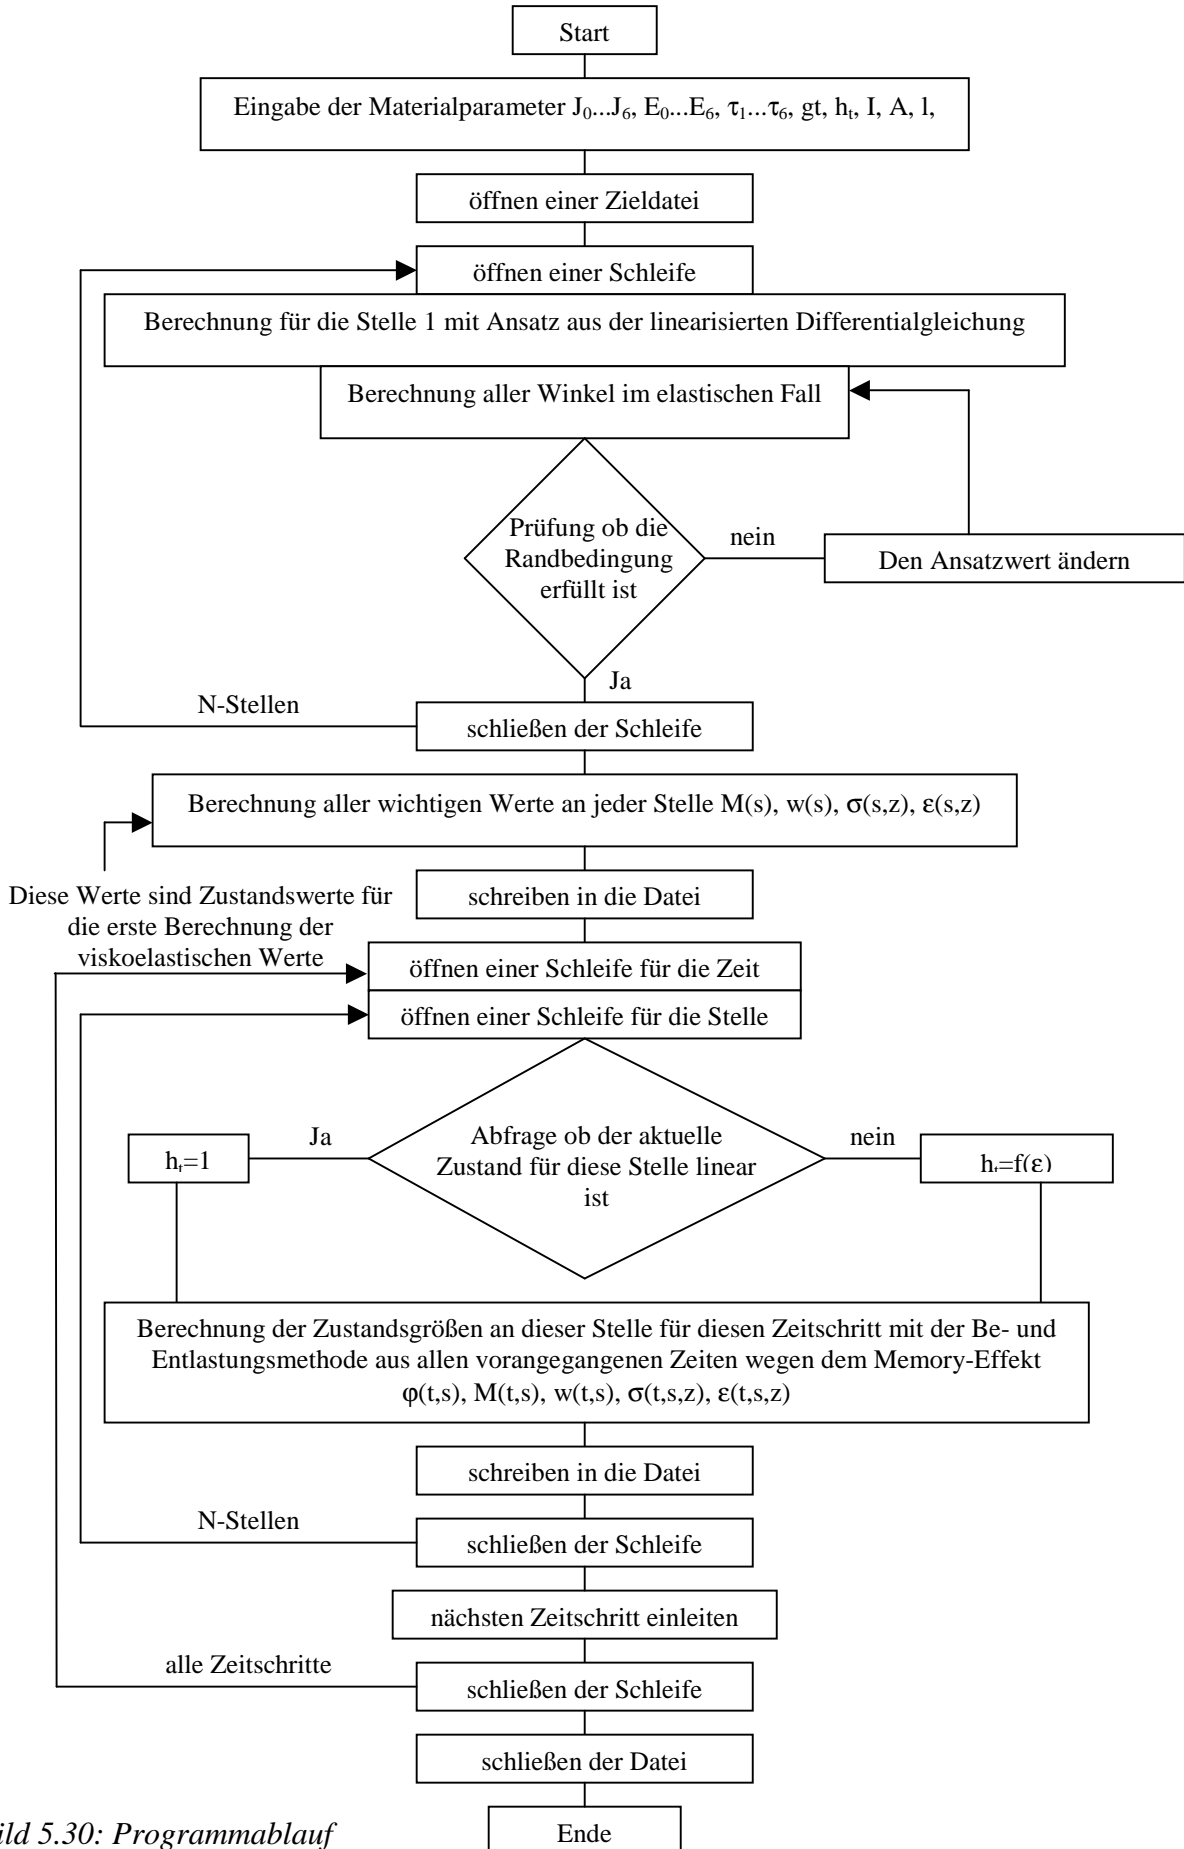 Start
Eingabe der Materialparameter J₀...J₆, E₀...E₆, τ₁...τ₆, gt, hₜ, I, A, l,
öffnen einer Zieldatei
öffnen einer Schleife
Berechnung für die Stelle 1 mit Ansatz aus der linearisierten Differentialgleichung
Berechnung aller Winkel im elastischen Fall
Prüfung ob die
Randbedingung
erfüllt ist
nein
Den Ansatzwert ändern
Ja
N-Stellen
schließen der Schleife
Berechnung aller wichtigen Werte an jeder Stelle M(s), w(s), σ(s,z), ε(s,z)
Diese Werte sind Zustandswerte für
die erste Berechnung der
viskoelastischen Werte
schreiben in die Datei
öffnen einer Schleife für die Zeit
öffnen einer Schleife für die Stelle
Ja
Abfrage ob der aktuelle
Zustand für diese Stelle linear
ist
nein
hₜ=1
hₜ=f(ε)
Berechnung der Zustandsgrößen an dieser Stelle für diesen Zeitschritt mit der Be- und
Entlastungsmethode aus allen vorangegangenen Zeiten wegen dem Memory-Effekt
φ(t,s), M(t,s), w(t,s), σ(t,s,z), ε(t,s,z)
schreiben in die Datei
N-Stellen
schließen der Schleife
nächsten Zeitschritt einleiten
alle Zeitschritte
schließen der Schleife
schließen der Datei
Ende
ild 5.30: Programmablauf